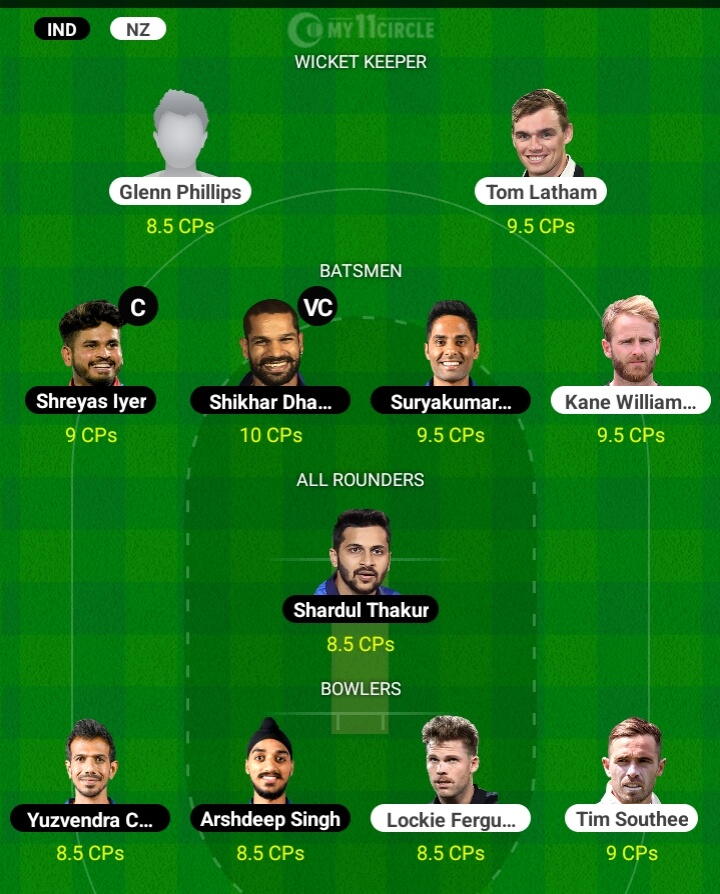 IND NZ MY11CIRCLE
WICKET KEEPER
Glenn Phillips Tom Latham
8.5 CPs 9.5 CPs
BATSMEN
C VC
Shreyas Iyer Shikhar Dha... Suryakumar... Kane William...
9 CPs 10 CPs 9.5 CPs 9.5 CPs
ALL ROUNDERS
Shardul Thakur
8.5 CPs
BOWLERS
Yuzvendra C... Arshdeep Singh Lockie Fergu... Tim Southee
8.5 CPs 8.5 CPs 8.5 CPs 9 CPs